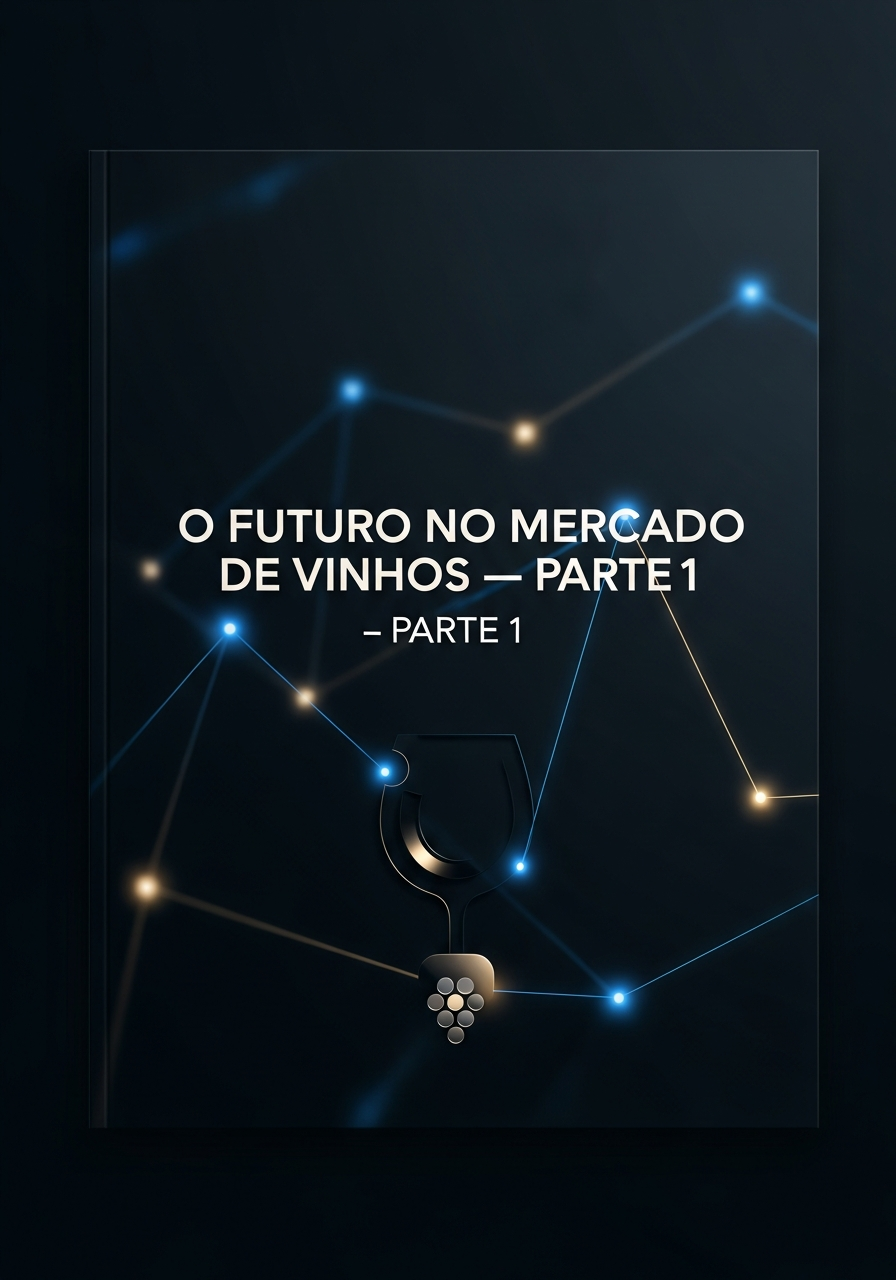 O FUTURO NO MERCADO
DE VINHOS — PARTE 1
– PARTE 1